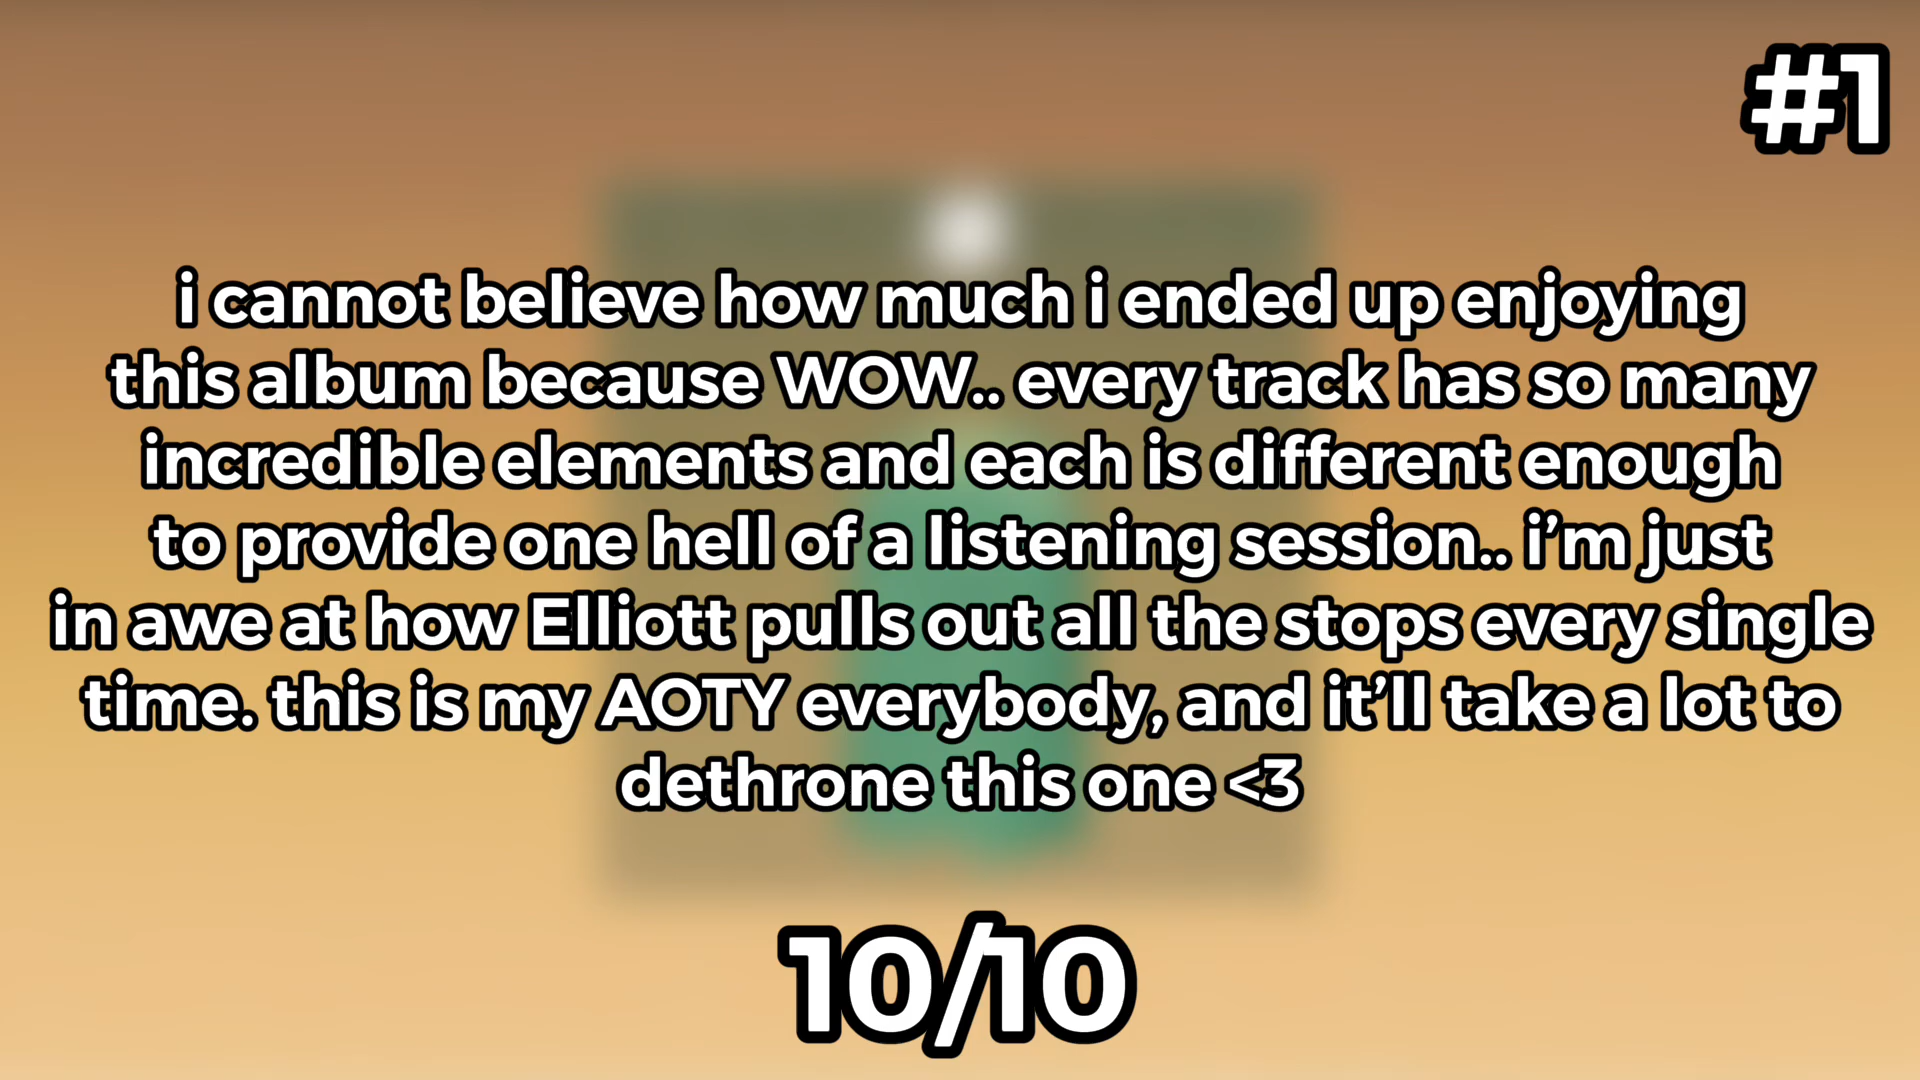 #1
i cannot believe how much i ended up enjoying
this album because WOW.. every track has so many
incredible elements and each is different enough
to provide one hell of a listening session.. i’m just
in awe at how Elliott pulls out all the stops every single
time. this is my AOTY everybody, and it’ll take a lot to
dethrone this one <3
10/10